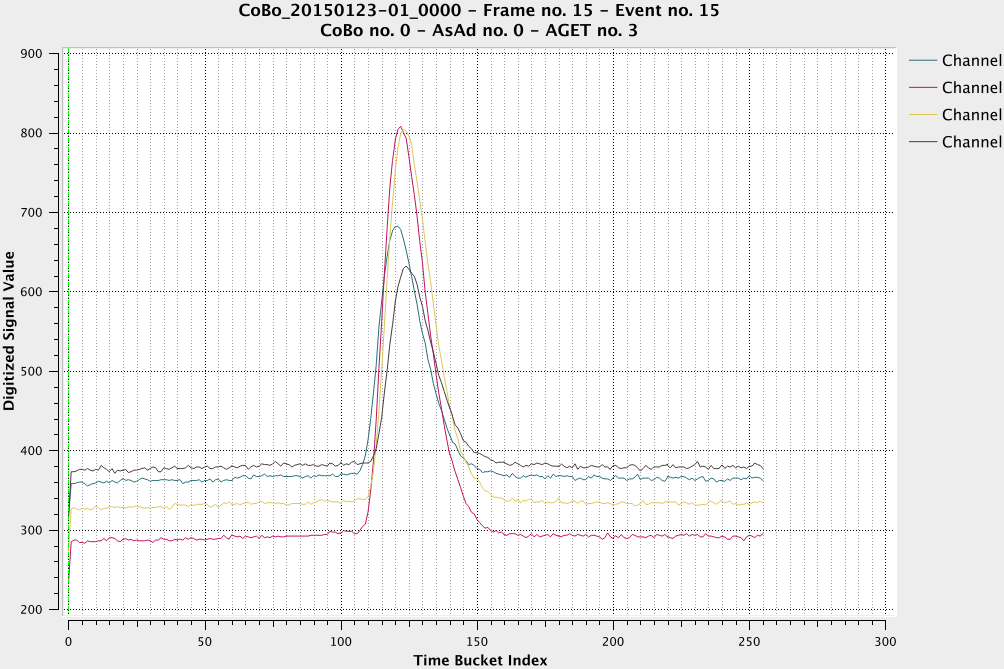 CoBo_20150123-01_0000 - Frame no. 15 - Event no. 15
CoBo no. 0 - AsAd no. 0 - AGET no. 3
900
800
700
600
500
400
300
200
Digitized Signal Value
0 50 100 150 200 250 300
Time Bucket Index
Channel
Channel
Channel
Channel